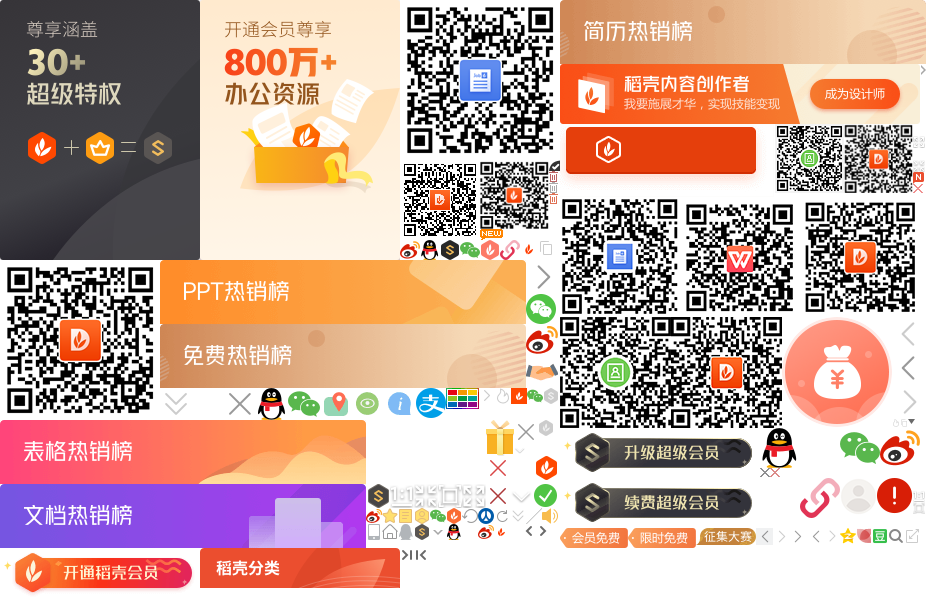 尊享涵盖
30+
超级特权
开通会员尊享
800万+
办公资源
简历热销榜
稻壳内容创作者
我要施展才华，实现技能变现
成为设计师
NEW
PPT热销榜
免费热销榜
表格热销榜
文档热销榜
升级超级会员
续费超级会员
1:1
开通稻壳会员
稻壳分类
会员免费
限时免费
征集大赛